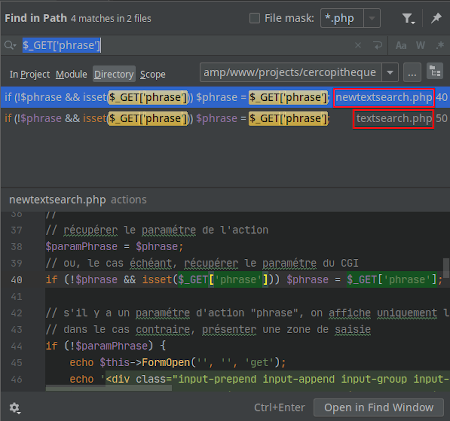 Find in Path 4 matches in 2 files File mask: *.php
$_GET['phrase'] Aa W .*
In Project Module Directory Scope amp/www/projects/cercopitheque ...
if (!$phrase && isset($_GET['phrase'])) $phrase = $_GET['phrase']; newtextsearch.php 40
if (!$phrase && isset($_GET['phrase'])) $phrase = $_GET['phrase']; textsearch.php 50
newtextsearch.php actions
36 //
37 // récupérer le paramétre de l'action
38 $paramPhrase = $phrase;
39 // ou, le cas échéant, récupérer le paramétre du CGI
40 if (!$phrase && isset($_GET['phrase'])) $phrase = $_GET['phrase'];
41
42 // s'il y a un paramétre d'action "phrase", on affiche uniquement l
43 // dans le cas contraire, présenter une zone de saisie
44 if (!$paramPhrase) {
45 echo $this->FormOpen('', '', 'get');
46 echo '<div class="input-prepend input-append input-group input-
Ctrl+Enter Open in Find Window